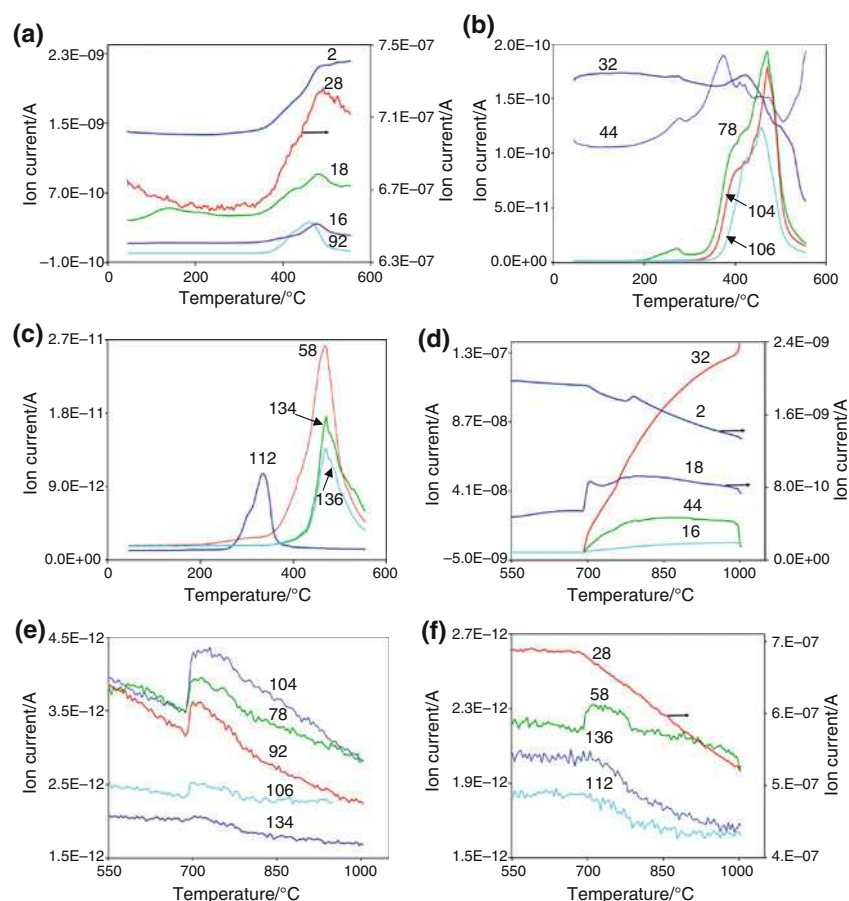 (a)
2.3E–09
1.5E–09
7.0E–10
–1.0E–10
Ion current/A
7.5E–07
7.1E–07
6.7E–07
6.3E–07
Ion current/A
2
28
18
16
92
0
200
400
600
Temperature/°C
(b)
2.0E–10
1.5E–10
1.0E–10
5.0E–11
0.0E+00
Ion current/A
32
44
78
104
106
0
200
400
600
Temperature/°C
(c)
2.7E–11
1.8E–11
9.0E–12
0.0E+00
Ion current/A
58
134
112
136
0
200
400
600
Temperature/°C
(d)
1.3E–07
8.7E–08
4.1E–08
–5.0E–09
Ion current/A
2.4E–09
1.6E–09
8.0E–10
0.0E+00
Ion current/A
32
2
18
44
16
550
700
850
1000
Temperature/°C
(e)
4.5E–12
3.5E–12
2.5E–12
1.5E–12
Ion current/A
104
78
92
106
134
550
700
850
1000
Temperature/°C
(f)
2.7E–12
2.3E–12
1.9E–12
1.5E–12
Ion current/A
7.E–07
6.E–07
5.E–07
4.E–07
Ion current/A
28
58
136
112
550
700
850
1000
Temperature/°C